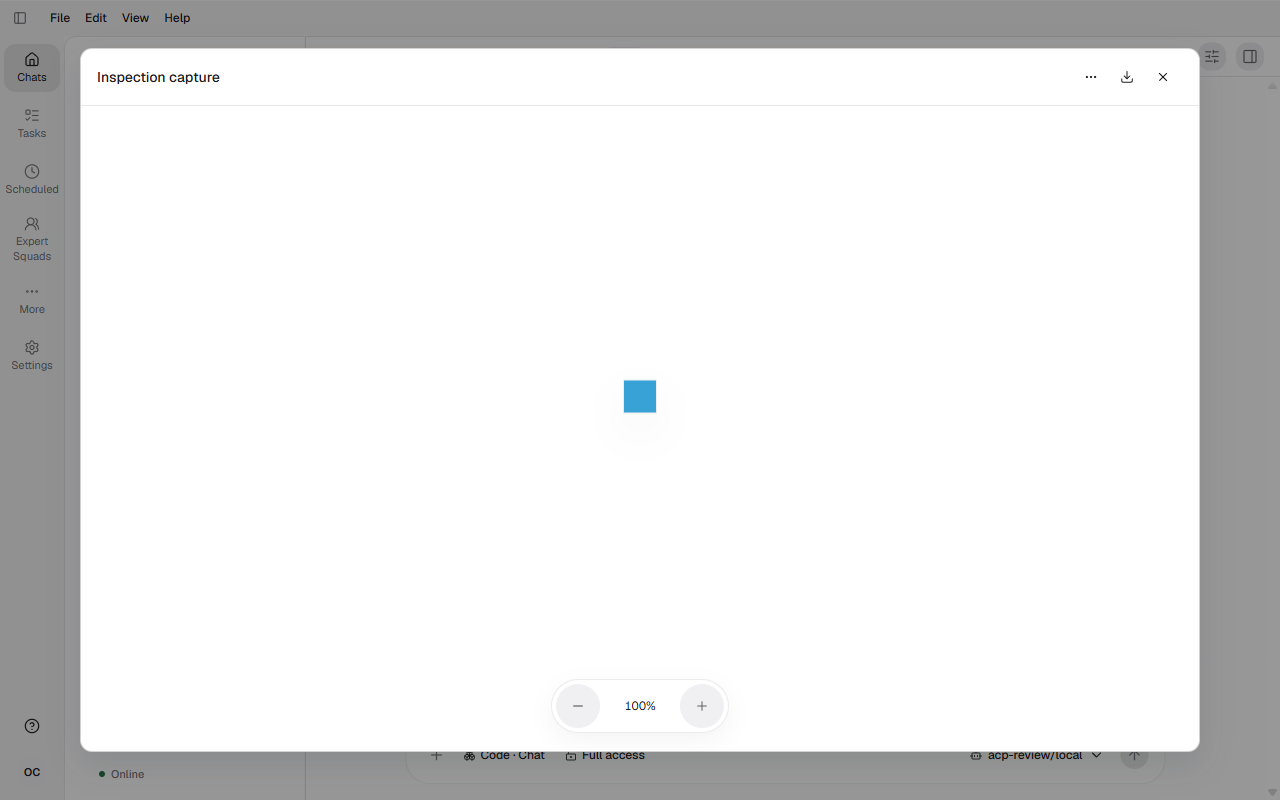 File Edit View Help
Chats
Inspection capture
Tasks
Scheduled
Expert
Squads
More
Settings
100%
Code · Chat Full access acp-review/local
OC
Online